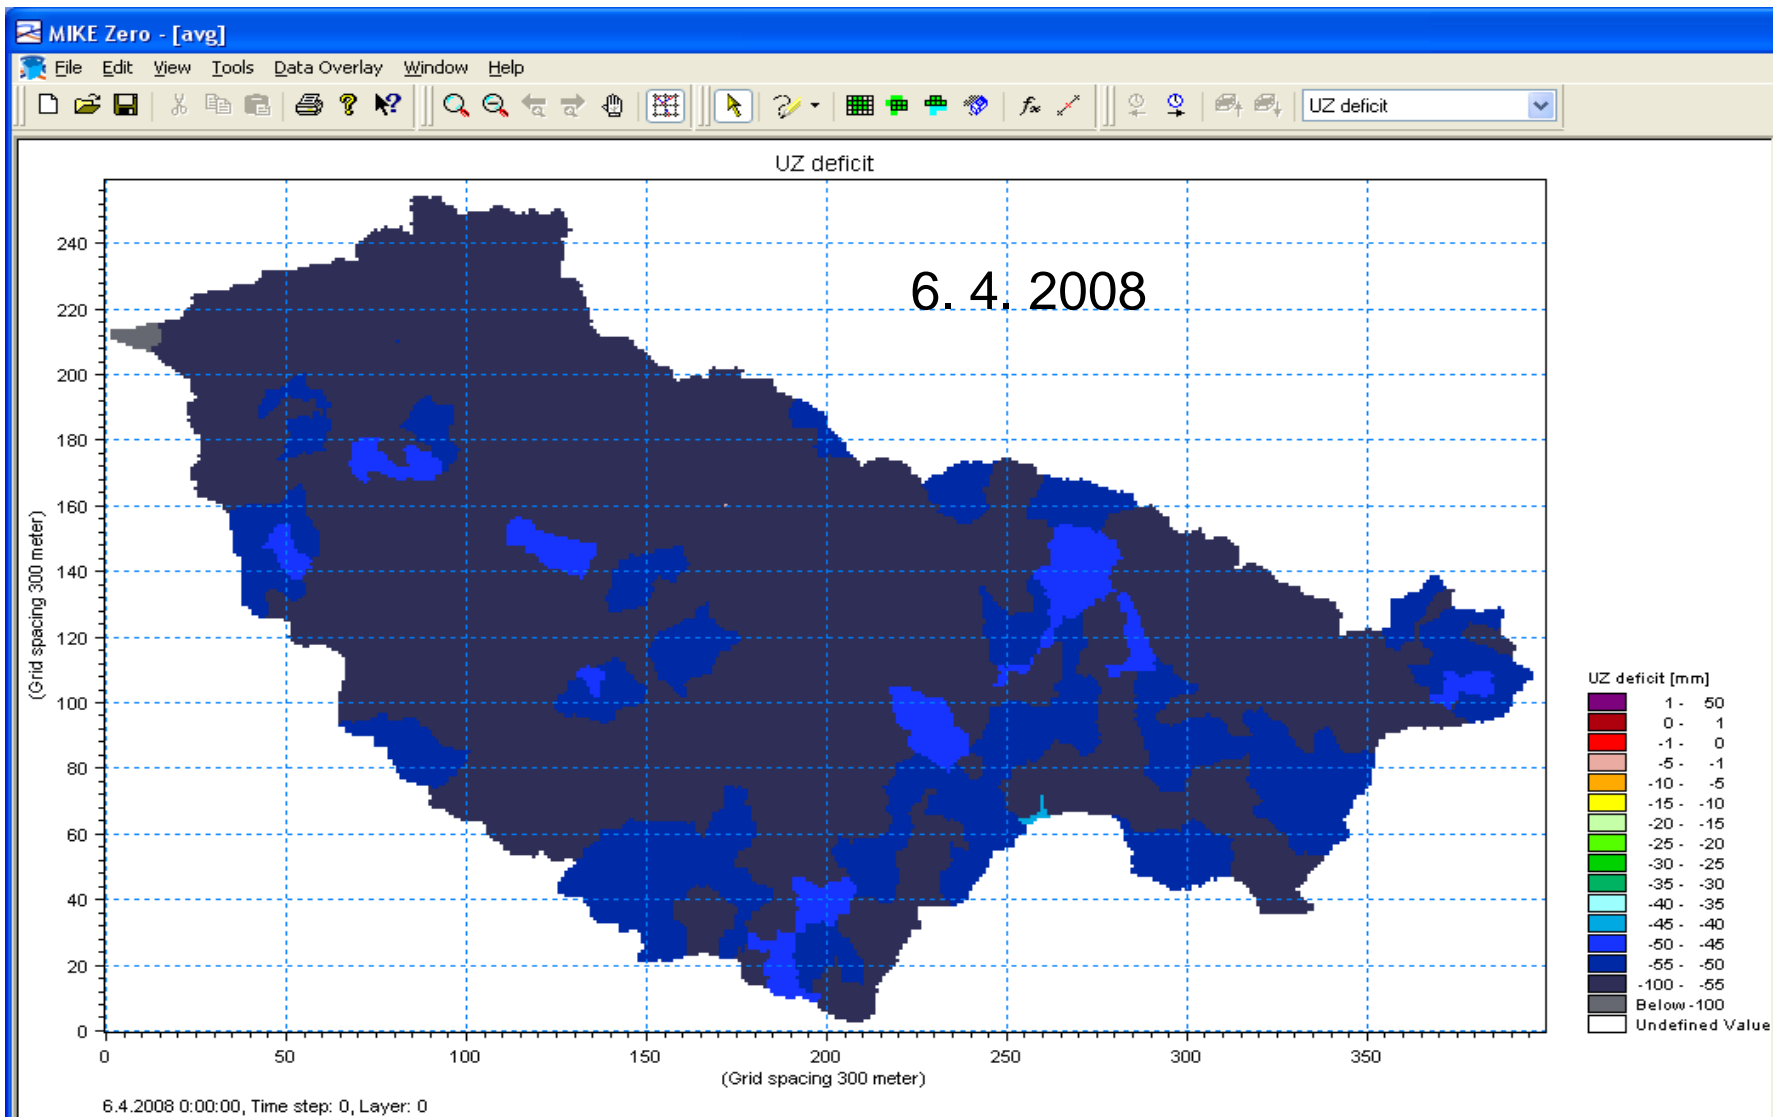 MIKE Zero - [avg]
File Edit View Tools Data Overlay Window Help
UZ deficit
UZ deficit
6. 4. 2008
240
220
200
180
160
140
120
100
80
60
40
20
0
(Grid spacing 300 meter)
0 50 100 150 200 250 300 350
(Grid spacing 300 meter)
6.4.2008 0:00:00, Time step: 0, Layer: 0
UZ deficit [mm]
1 - 50
0 - 1
-1 - 0
-5 - -1
-10 - -5
-15 - -10
-20 - -15
-25 - -20
-30 - -25
-35 - -30
-40 - -35
-45 - -40
-50 - -45
-55 - -50
-100 - -55
Below -100
Undefined Value